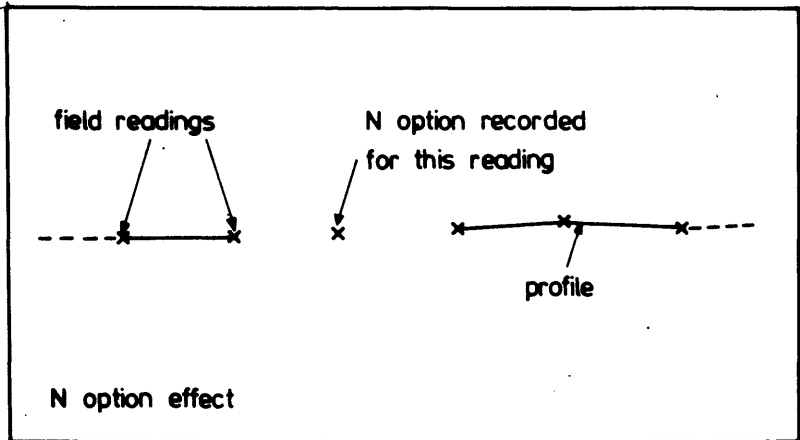 field readings
N option recorded
for this reading
profile
N option effect